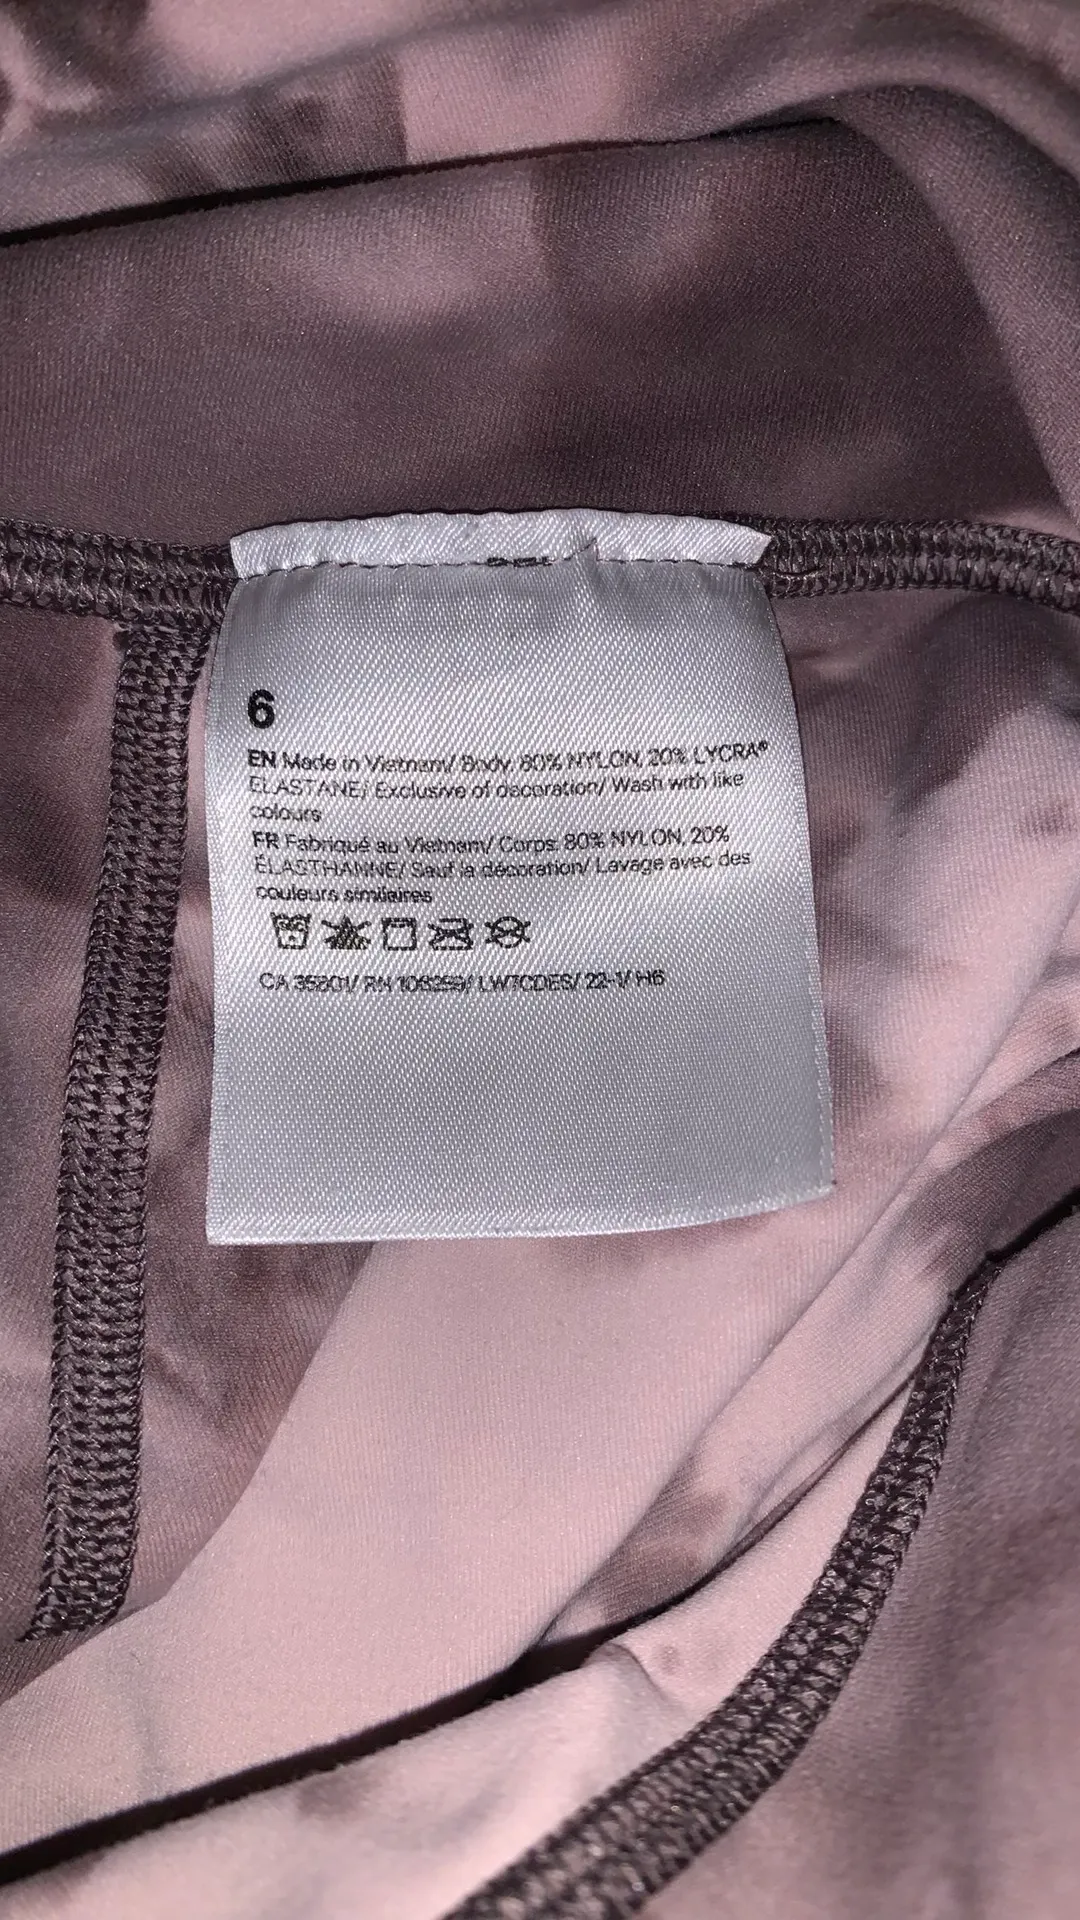 6
EN Made in Vietnam/ Body: 80% NYLON, 20% LYCRA®
ELASTANE/ Exclusive of decoration/ Wash with like
colours
FR Fabriqué au Vietnam/ Corps: 80% NYLON, 20%
ÉLASTHANNE/ Sauf la décoration/ Lavage avec des
couleurs similaires
CA 35801/ RN 106259/ LW7CDES/ 22-1/ H6